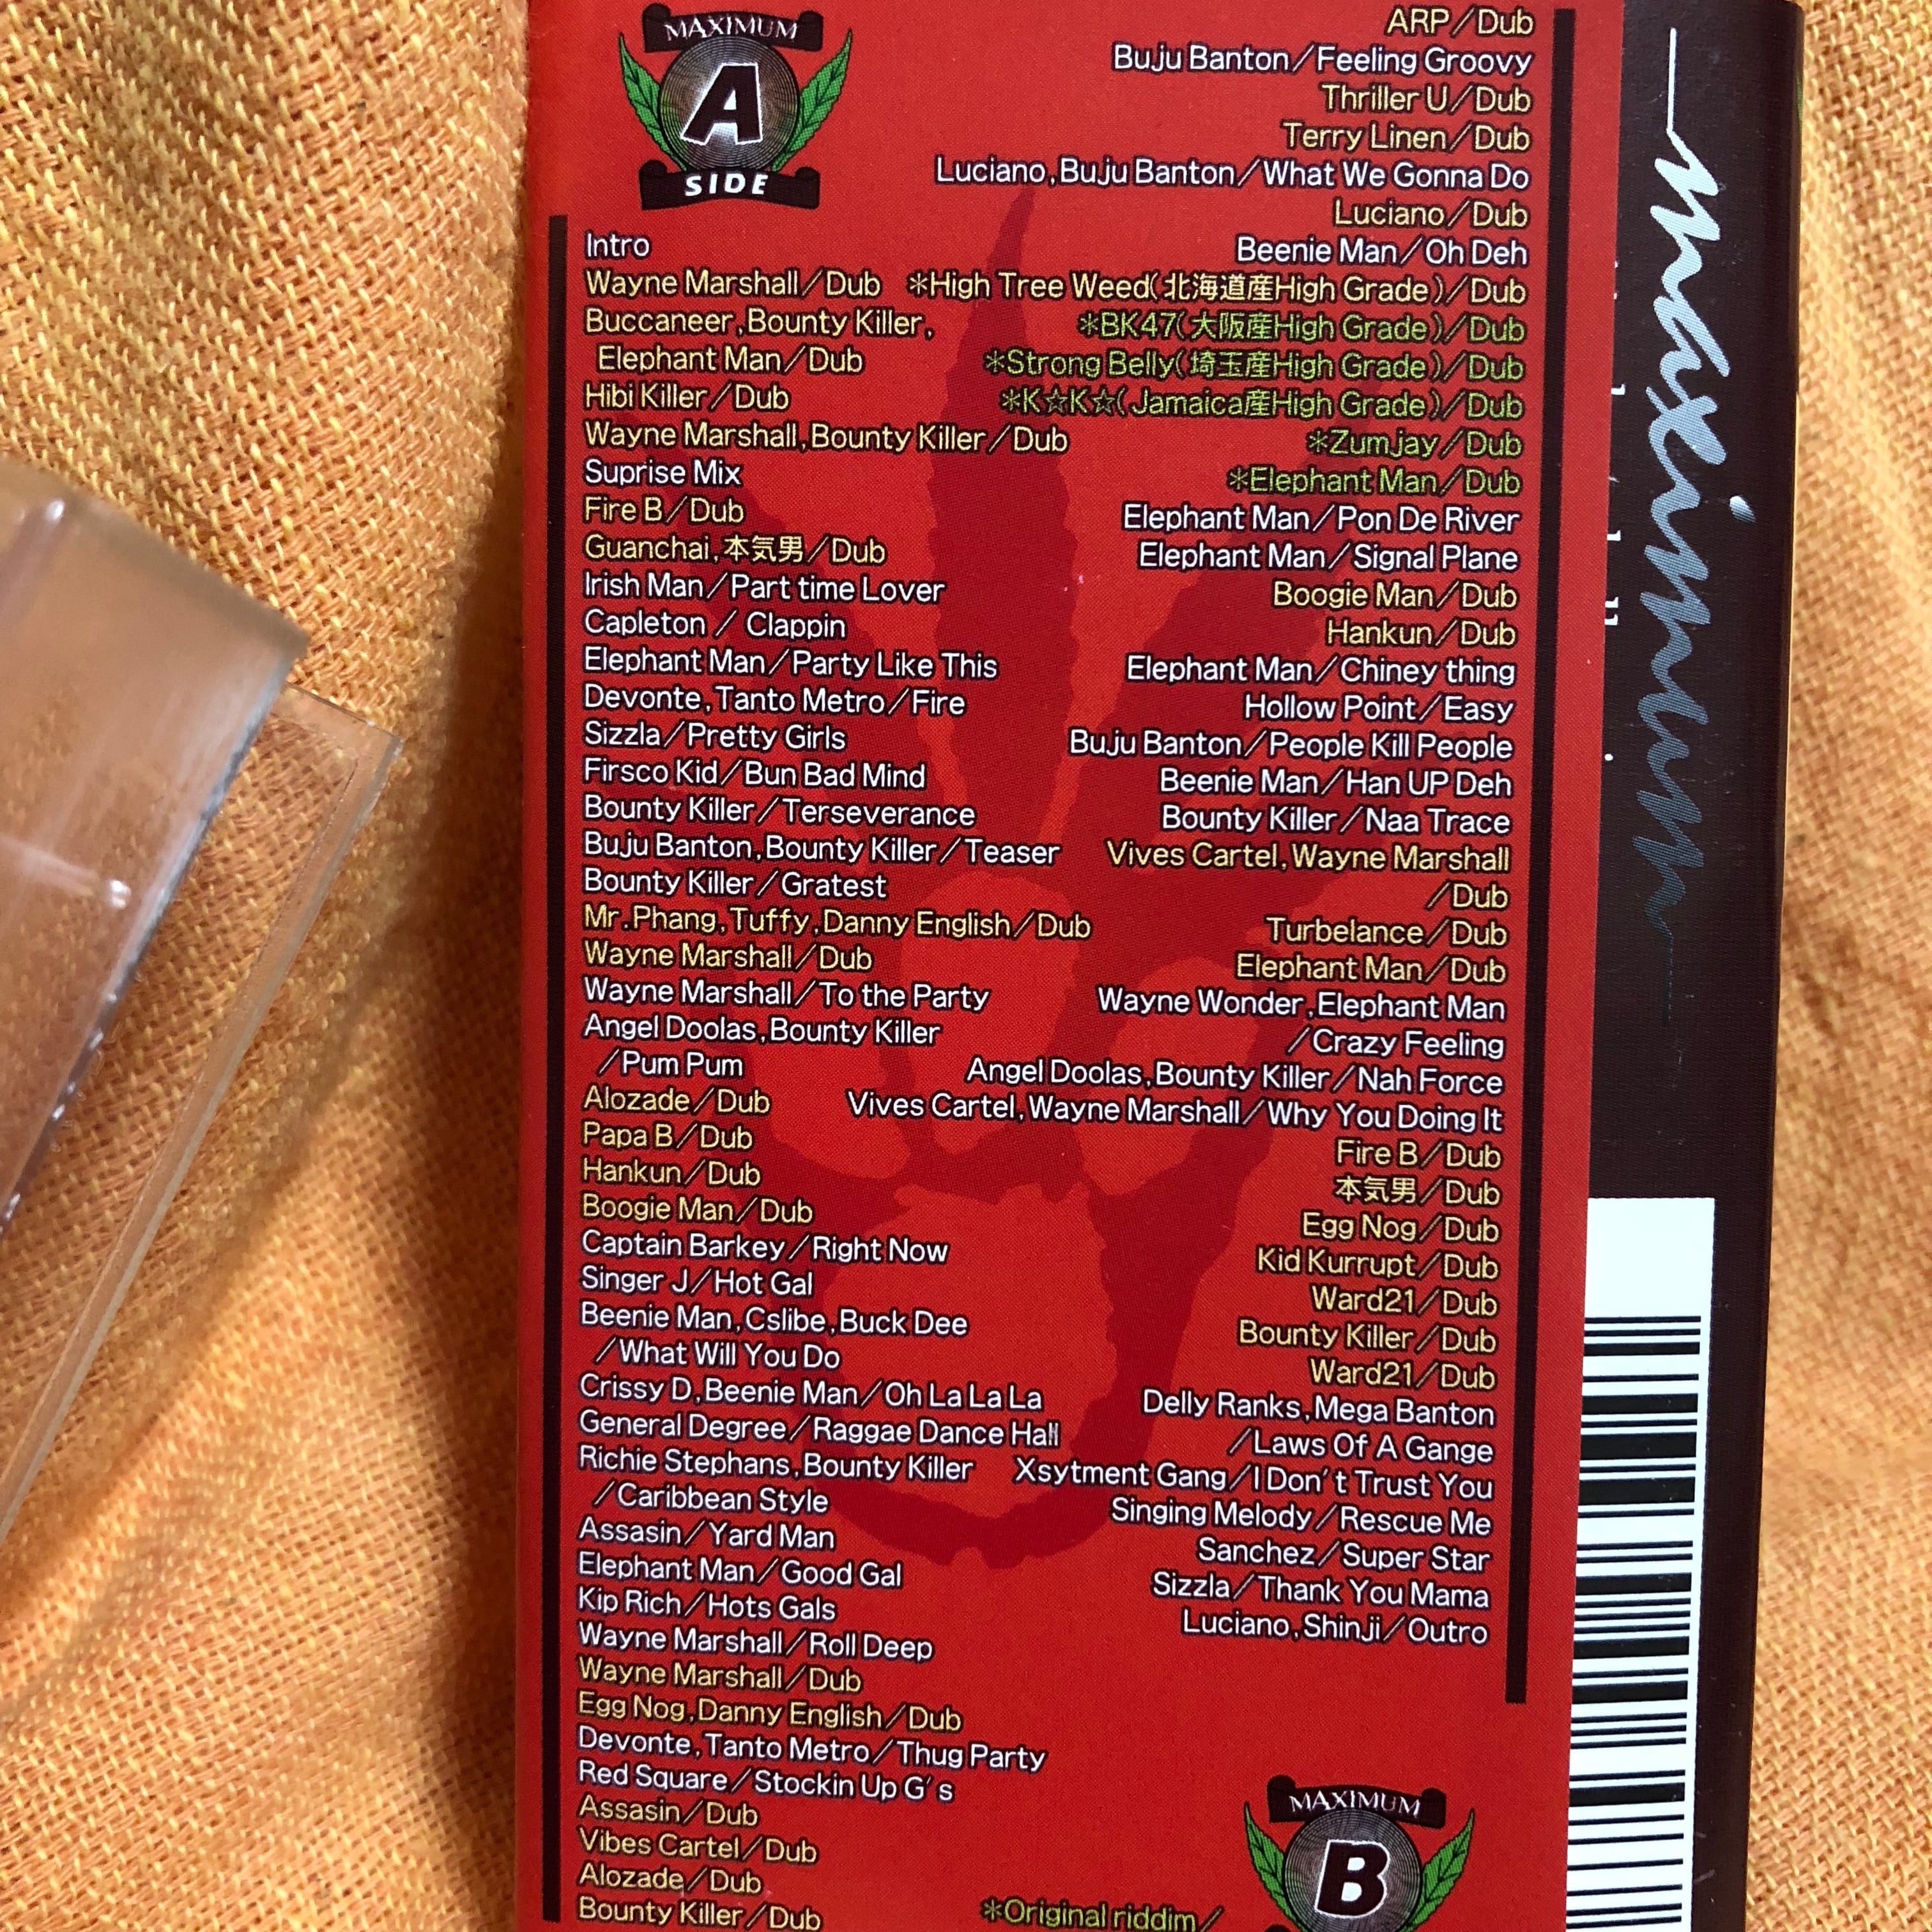 MAXIMUM
A
SIDE
Intro
Wayne Marshall／Dub
Buccaneer,Bounty Killer,
Elephant Man／Dub
Hibi Killer／Dub
Wayne Marshall,Bounty Killer／Dub
Suprise Mix
Fire B／Dub
Guanchai,本気男／Dub
Irish Man／Part time Lover
Capleton ／ Clappin
Elephant Man／Party Like This
Devonte,Tanto Metro／Fire
Sizzla／Pretty Girls
Firsco Kid／Bun Bad Mind
Bounty Killer／Terseverance
Buju Banton,Bounty Killer／Teaser
Bounty Killer／Gratest
Mr.Phang,Tuffy,Danny English／Dub
Wayne Marshall／Dub
Wayne Marshall／To the Party
Angel Doolas,Bounty Killer
／Pum Pum
Alozade／Dub
Papa B／Dub
Hankun／Dub
Boogie Man／Dub
Captain Barkey／Right Now
Singer J／Hot Gal
Beenie Man,Cslibe,Buck Dee
／What Will You Do
Crissy D,Beenie Man／Oh La La La
General Degree／Raggae Dance Hall
Richie Stephans,Bounty Killer
／Caribbean Style
Assasin／Yard Man
Elephant Man／Good Gal
Kip Rich／Hots Gals
Wayne Marshall／Roll Deep
Wayne Marshall／Dub
Egg Nog,Danny English／Dub
Devonte,Tanto Metro／Thug Party
Red Square／Stockin Up G's
Assasin／Dub
Vibes Cartel／Dub
Alozade／Dub
Bounty Killer／Dub
ARP／Dub
Buju Banton／Feeling Groovy
Thriller U／Dub
Terry Linen／Dub
Luciano,Buju Banton／What We Gonna Do
Luciano／Dub
Beenie Man／Oh Deh
＊High Tree Weed(北海道産High Grade)／Dub
＊BK47(大阪産High Grade)／Dub
＊Strong Belly(埼玉産High Grade)／Dub
＊K☆K☆(Jamaica産High Grade)／Dub
＊Zumjay／Dub
＊Elephant Man／Dub
Elephant Man／Pon De River
Elephant Man／Signal Plane
Boogie Man／Dub
Hankun／Dub
Elephant Man／Chiney thing
Hollow Point／Easy
Buju Banton／People Kill People
Beenie Man／Han UP Deh
Bounty Killer／Naa Trace
Vives Cartel,Wayne Marshall
／Dub
Turbelance／Dub
Elephant Man／Dub
Wayne Wonder,Elephant Man
／Crazy Feeling
Angel Doolas,Bounty Killer／Nah Force
Vives Cartel,Wayne Marshall／Why You Doing It
Fire B／Dub
本気男／Dub
Egg Nog／Dub
Kid Kurrupt／Dub
Ward21／Dub
Bounty Killer／Dub
Ward21／Dub
Delly Ranks,Mega Banton
／Laws Of A Gange
Xsytment Gang／I Don't Trust You
Singing Melody／Rescue Me
Sanchez／Super Star
Sizzla／Thank You Mama
Luciano,Shinji／Outro
MAXIMUM
B
＊Original riddim／
maximum